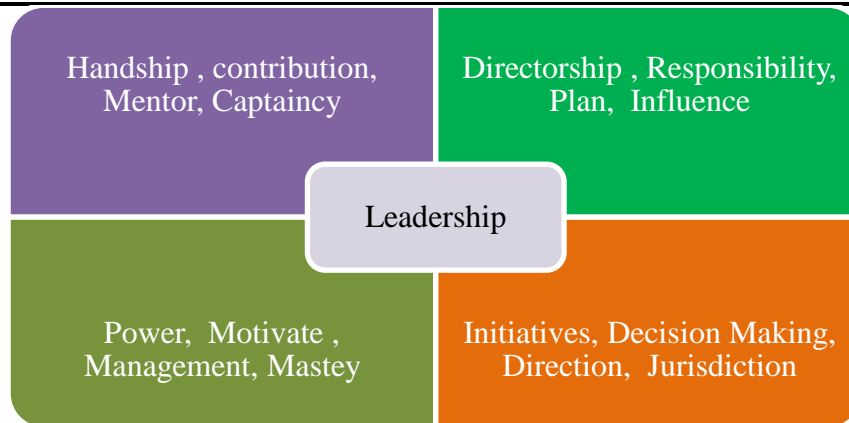 Handship , contribution,
Mentor, Captaincy
Directorship , Responsibility,
Plan, Influence
Leadership
Power, Motivate ,
Management, Mastey
Initiatives, Decision Making,
Direction, Jurisdiction